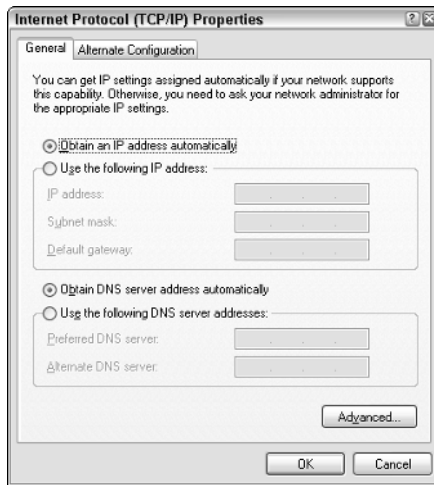 Internet Protocol (TCP/IP) Properties
General
Alternate Configuration
You can get IP settings assigned automatically if your network supports
this capability. Otherwise, you need to ask your network administrator for
the appropriate IP settings.
Obtain an IP address automatically
Use the following IP address:
IP address:
Subnet mask:
Default gateway:
Obtain DNS server address automatically
Use the following DNS server addresses:
Preferred DNS server:
Alternate DNS server:
Advanced...
OK
Cancel